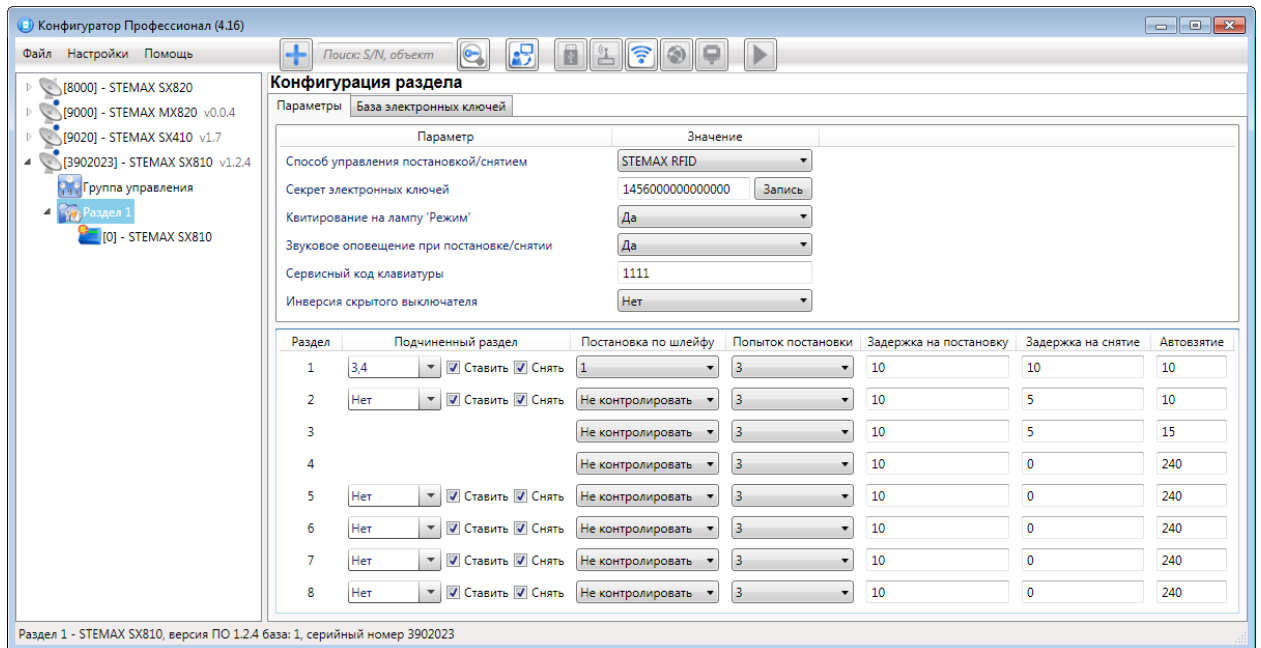 Конфигуратор Профессионал (4.16)
Файл Настройки Помощь Поиск: S/N, объект
[8000] - STEMAX SX820
[9000] - STEMAX MX820 v0.0.4
[9020] - STEMAX SX410 v1.7
[3902023] - STEMAX SX810 v1.2.4
Группа управления
Раздел 1
[0] - STEMAX SX810
Конфигурация раздела
Параметры База электронных ключей
Параметр Значение
Способ управления постановкой/снятием STEMAX RFID
Секрет электронных ключей 1456000000000000 Запись
Квитирование на лампу 'Режим' Да
Звуковое оповещение при постановке/снятии Да
Сервисный код клавиатуры 1111
Инверсия скрытого выключателя Нет
Раздел Подчиненный раздел Постановка по шлейфу Попыток постановки Задержка на постановку Задержка на снятие Автовзятие
1 3,4 Ставить Снять 1 3 10 10 10
2 Нет Ставить Снять Не контролировать 3 10 5 10
3 Не контролировать 3 10 5 15
4 Не контролировать 3 10 0 240
5 Нет Ставить Снять Не контролировать 3 10 0 240
6 Нет Ставить Снять Не контролировать 3 10 0 240
7 Нет Ставить Снять Не контролировать 3 10 0 240
8 Нет Ставить Снять Не контролировать 3 10 0 240
Раздел 1 - STEMAX SX810, версия ПО 1.2.4 база: 1, серийный номер 3902023